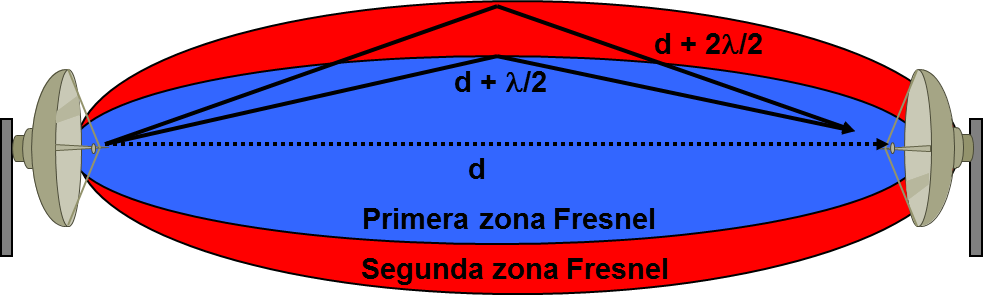 d + 2λ/2
d + λ/2
d
Primera zona Fresnel
Segunda zona Fresnel